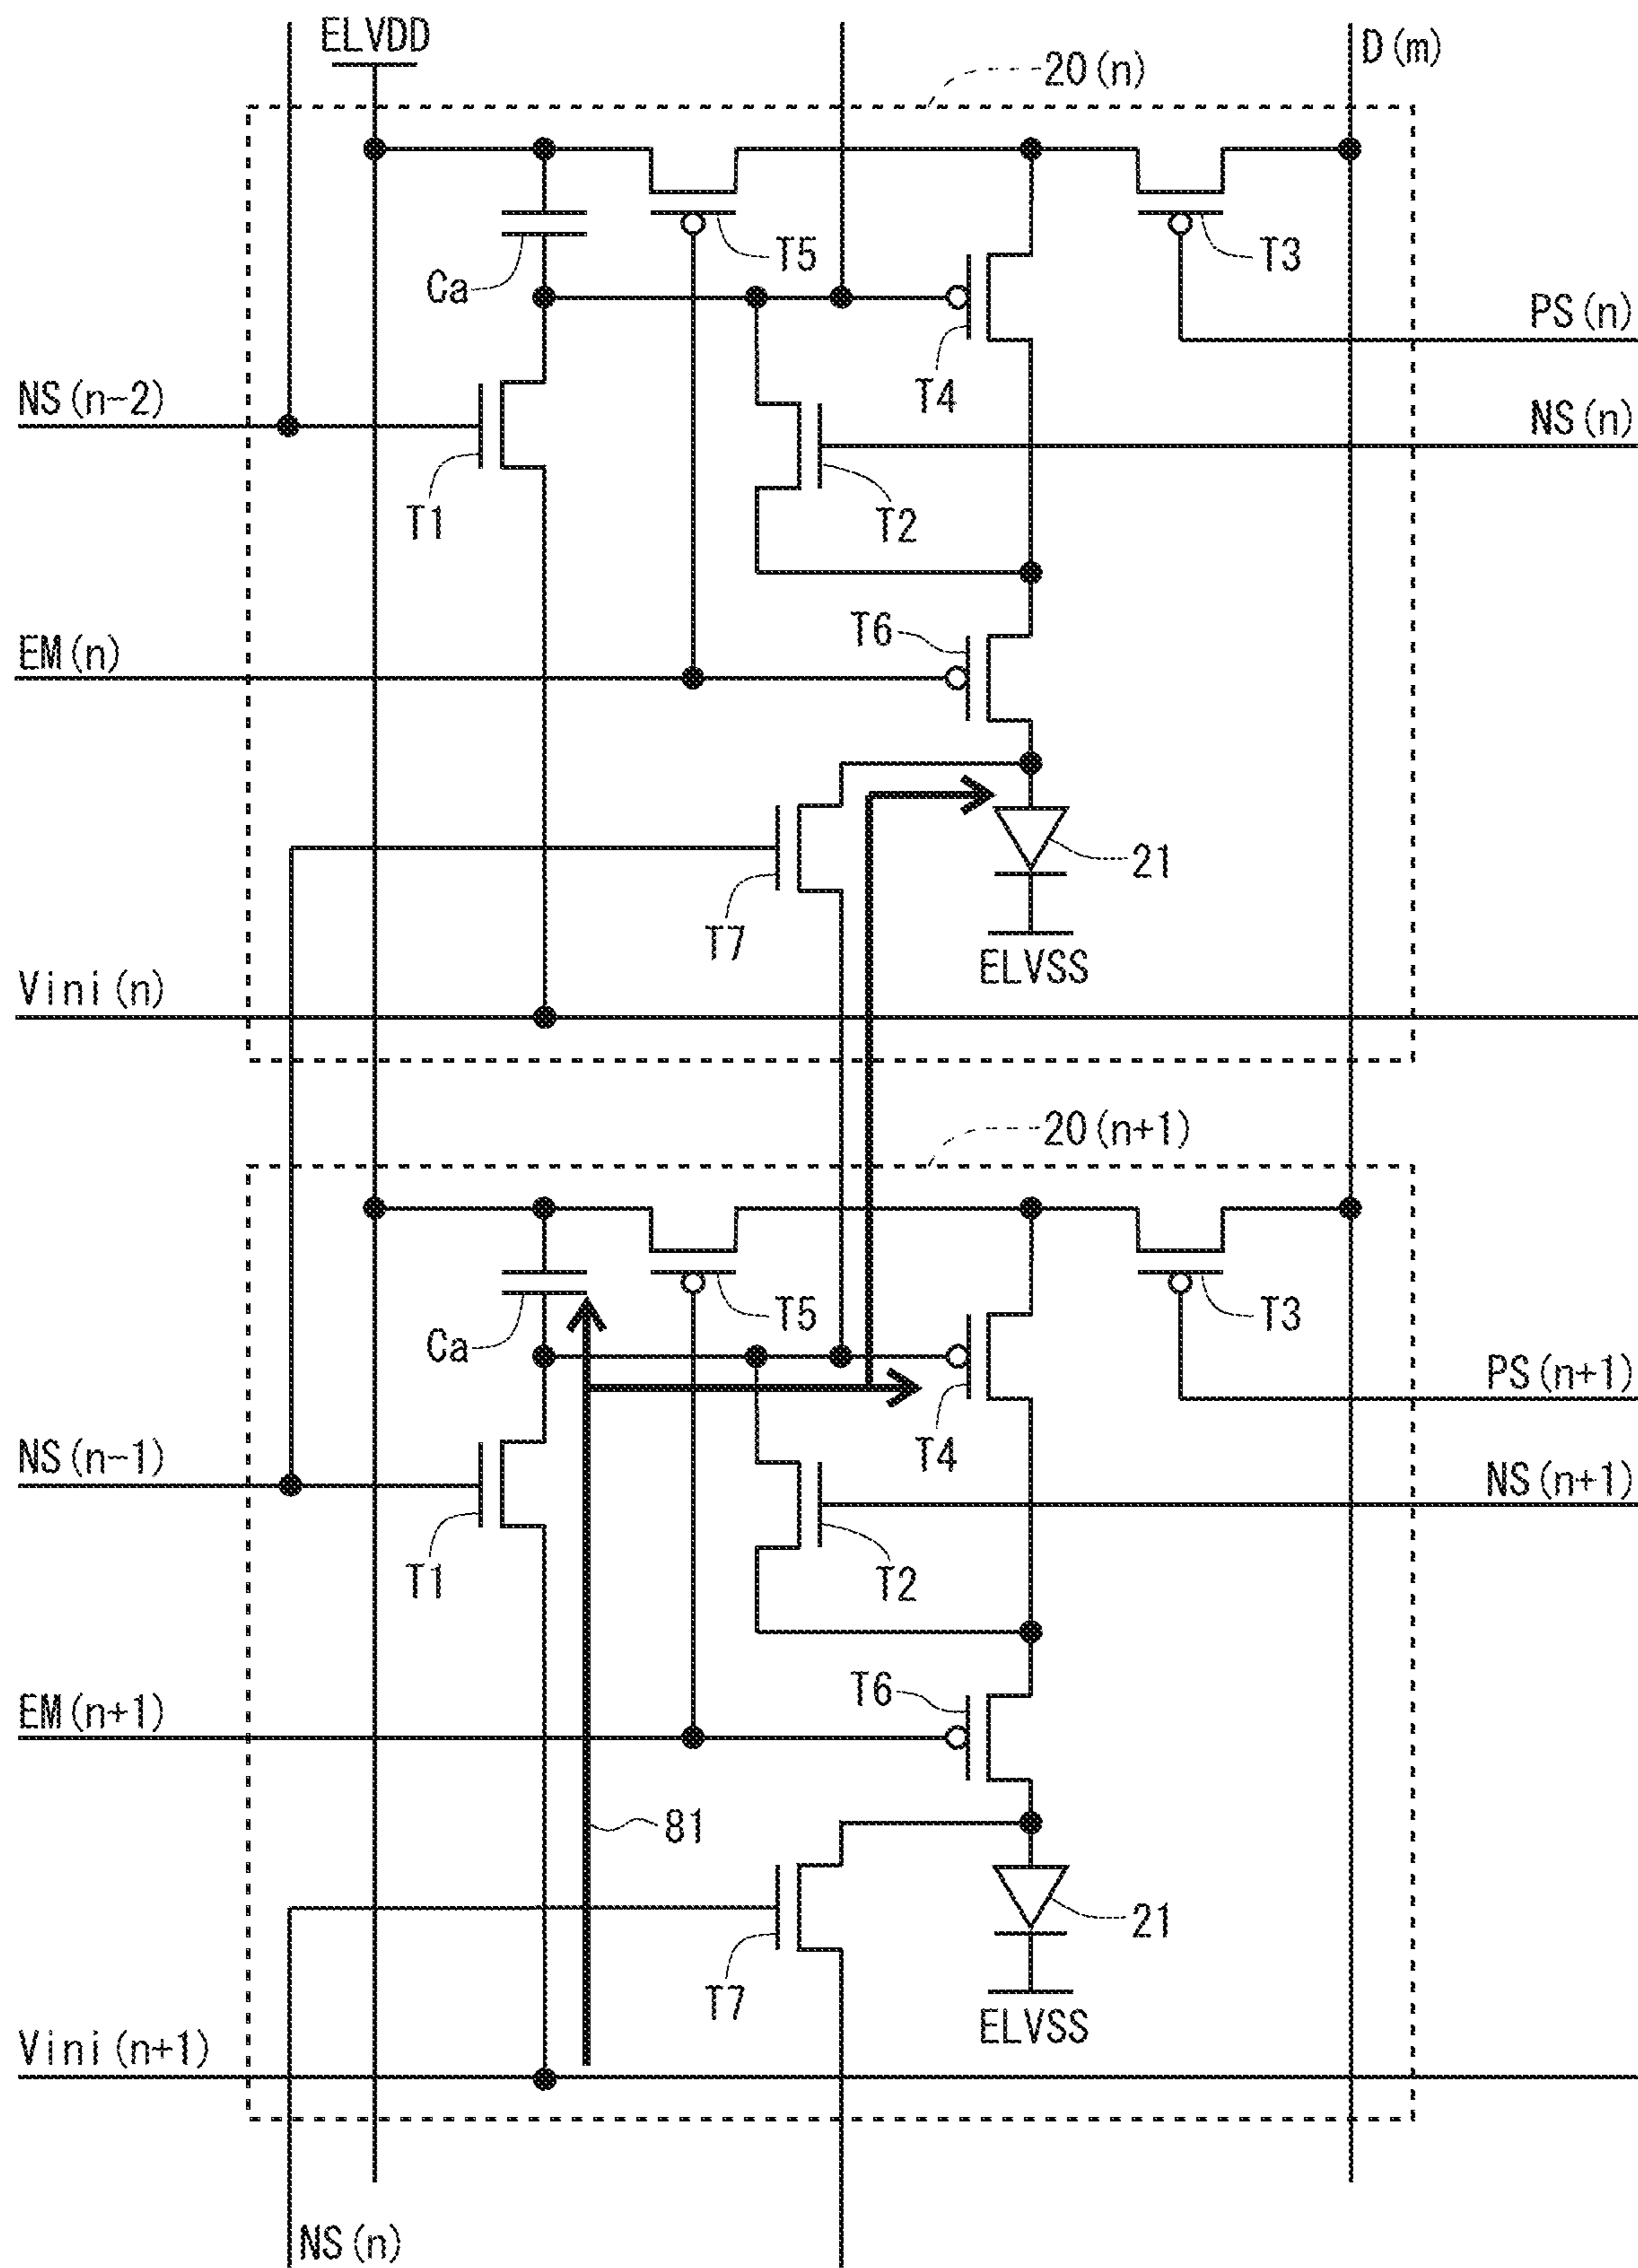 ELVDD
D(m)
20(n)
T5
T3
Ca
PS(n)
T4
NS(n-2)
NS(n)
T1
T2
T6
EM(n)
21
T7
ELVSS
Vini(n)
20(n+1)
T5
T3
Ca
PS(n+1)
T4
NS(n-1)
NS(n+1)
T1
T2
T6
EM(n+1)
81
21
T7
ELVSS
Vini(n+1)
NS(n)